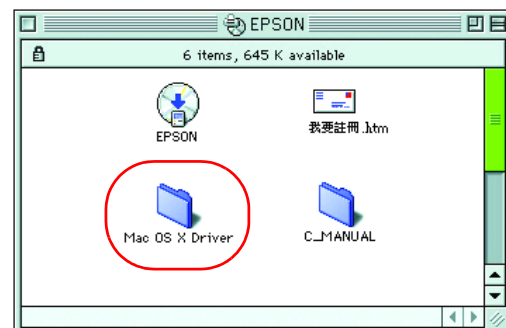 EPSON
6 items, 645 K available
EPSON
我要註冊.htm
Mac OS X Driver
C_MANUAL